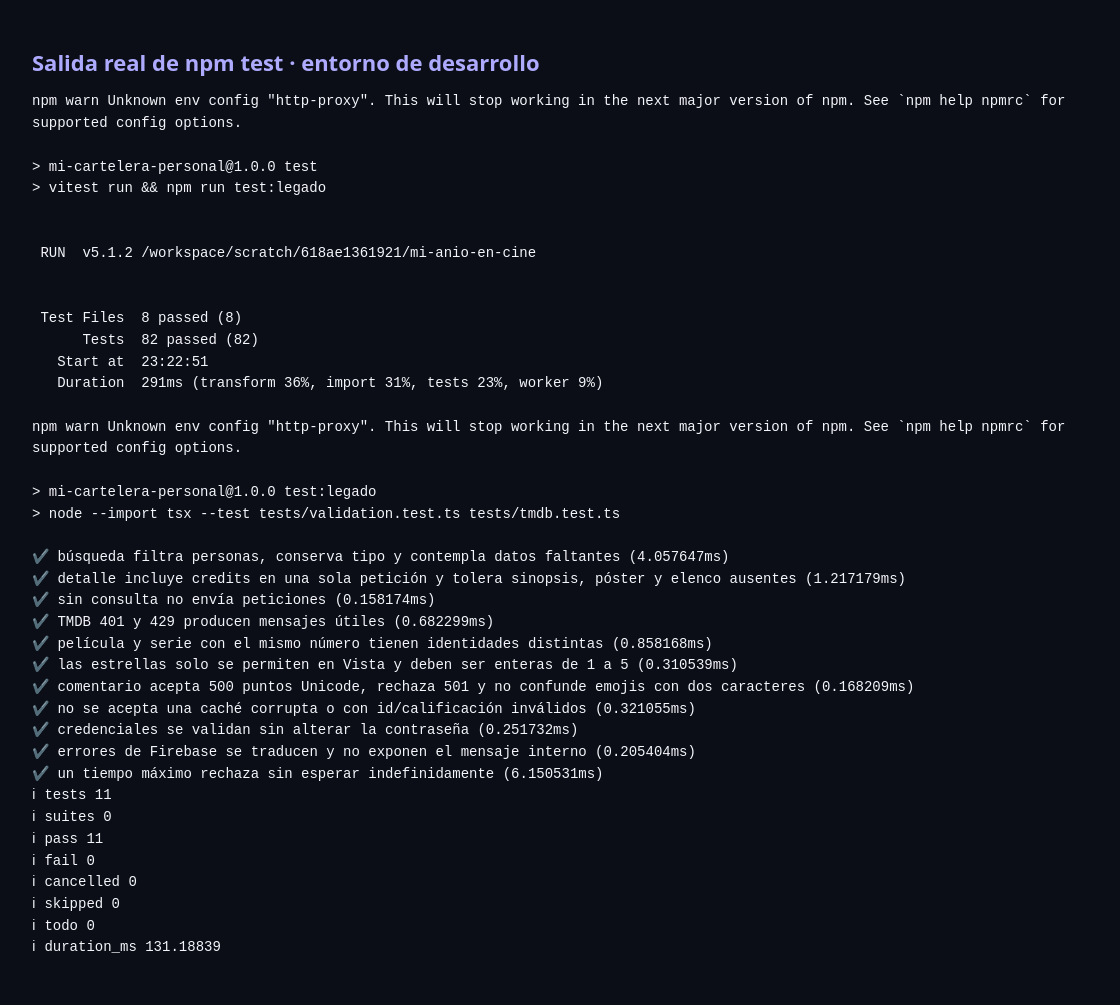 Salida real de npm test · entorno de desarrollo
npm warn Unknown env config "http-proxy". This will stop working in the next major version of npm. See `npm help npmrc` for
supported config options.
> mi-cartelera-personal@1.0.0 test
> vitest run && npm run test:legado
RUN  v5.1.2 /workspace/scratch/618ae1361921/mi-anio-en-cine
Test Files  8 passed (8)
Tests  82 passed (82)
Start at  23:22:51
Duration  291ms (transform 36%, import 31%, tests 23%, worker 9%)
npm warn Unknown env config "http-proxy". This will stop working in the next major version of npm. See `npm help npmrc` for
supported config options.
> mi-cartelera-personal@1.0.0 test:legado
> node --import tsx --test tests/validation.test.ts tests/tmdb.test.ts
✔ búsqueda filtra personas, conserva tipo y contempla datos faltantes (4.057647ms)
✔ detalle incluye credits en una sola petición y tolera sinopsis, póster y elenco ausentes (1.217179ms)
✔ sin consulta no envía peticiones (0.158174ms)
✔ TMDB 401 y 429 producen mensajes útiles (0.682299ms)
✔ película y serie con el mismo número tienen identidades distintas (0.858168ms)
✔ las estrellas solo se permiten en Vista y deben ser enteras de 1 a 5 (0.310539ms)
✔ comentario acepta 500 puntos Unicode, rechaza 501 y no confunde emojis con dos caracteres (0.168209ms)
✔ no se acepta una caché corrupta o con id/calificación inválidos (0.321055ms)
✔ credenciales se validan sin alterar la contraseña (0.251732ms)
✔ errores de Firebase se traducen y no exponen el mensaje interno (0.205404ms)
✔ un tiempo máximo rechaza sin esperar indefinidamente (6.150531ms)
ℹ tests 11
ℹ suites 0
ℹ pass 11
ℹ fail 0
ℹ cancelled 0
ℹ skipped 0
ℹ todo 0
ℹ duration_ms 131.18839